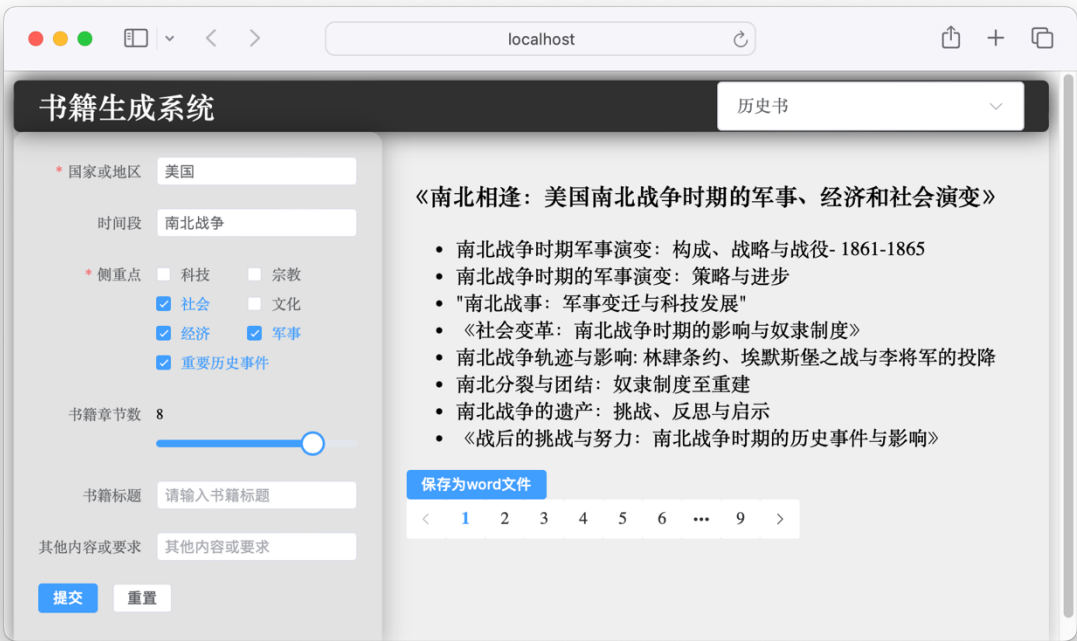 localhost
书籍生成系统
历史书
* 国家或地区 美国
时间段 南北战争
* 侧重点 科技 宗教
社会 文化
经济 军事
重要历史事件
书籍章节数 8
书籍标题 请输入书籍标题
其他内容或要求 其他内容或要求
提交 重置
《南北相逢：美国南北战争时期的军事、经济和社会演变》
• 南北战争时期军事演变：构成、战略与战役- 1861-1865
• 南北战争时期的军事演变：策略与进步
• "南北战事：军事变迁与科技发展"
• 《社会变革：南北战争时期的影响与奴隶制度》
• 南北战争轨迹与影响: 林肆条约、埃默斯堡之战与李将军的投降
• 南北分裂与团结：奴隶制度至重建
• 南北战争的遗产：挑战、反思与启示
• 《战后的挑战与努力：南北战争时期的历史事件与影响》
保存为word文件
1 2 3 4 5 6 ••• 9